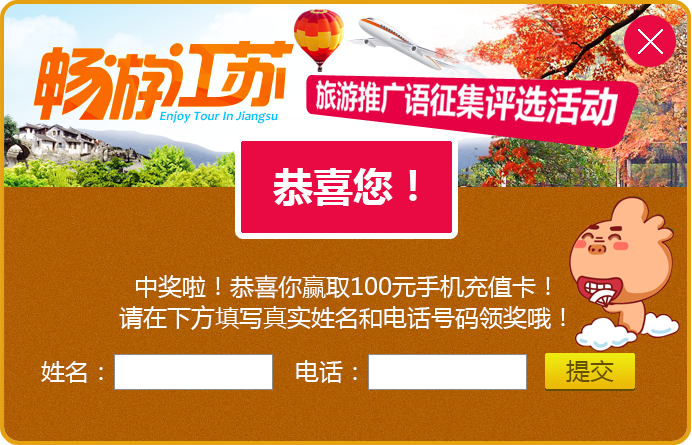 畅游江苏
Enjoy Tour In Jiangsu
旅游推广语征集评选活动
恭喜您！
中奖啦！恭喜你赢取100元手机充值卡！
请在下方填写真实姓名和电话号码领奖哦！
姓名： 电话： 提交